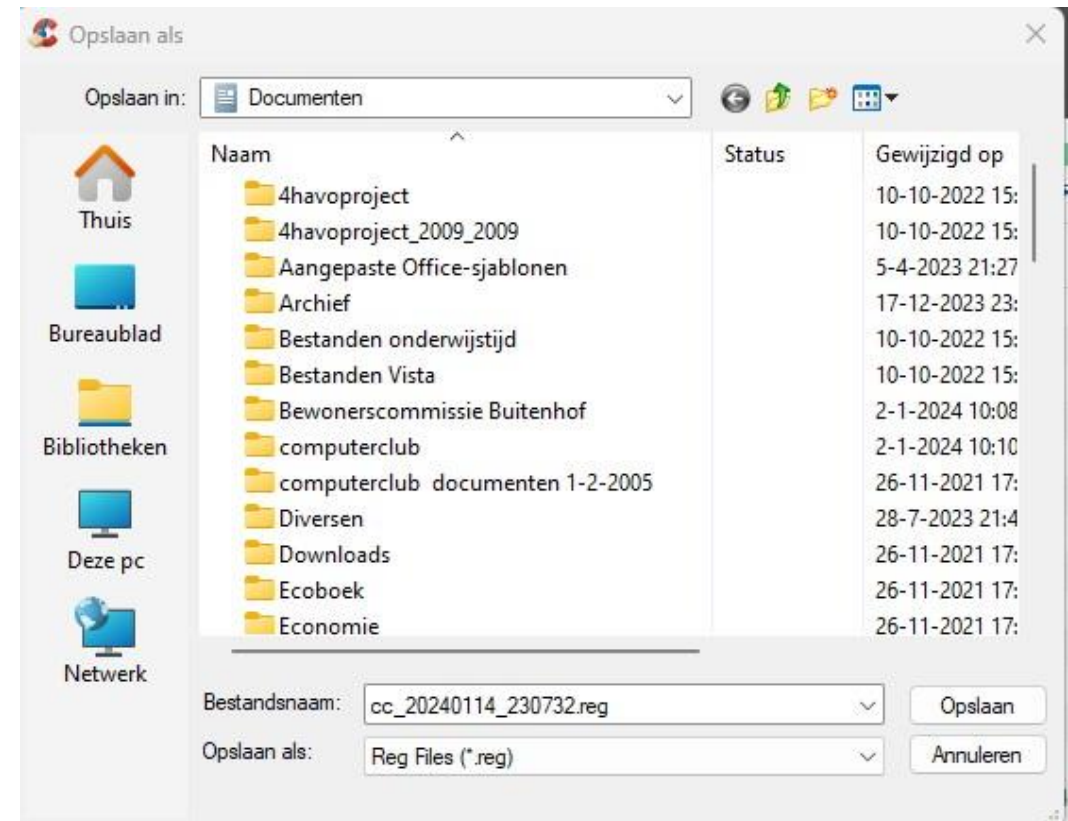 Opslaan als
Opslaan in: Documenten
Naam Status Gewijzigd op
4havoproject 10-10-2022 15:
4havoproject_2009_2009 10-10-2022 15:
Aangepaste Office-sjablonen 5-4-2023 21:27
Archief 17-12-2023 23:
Bestanden onderwijstijd 10-10-2022 15:
Bestanden Vista 10-10-2022 15:
Bewonerscommissie Buitenhof 2-1-2024 10:08
computerclub 2-1-2024 10:10
computerclub documenten 1-2-2005 26-11-2021 17:
Diversen 28-7-2023 21:4
Downloads 26-11-2021 17:
Ecoboek 26-11-2021 17:
Economie 26-11-2021 17:
Thuis
Bureaublad
Bibliotheken
Deze pc
Netwerk
Bestandsnaam: cc_20240114_230732.reg Opslaan
Opslaan als: Reg Files (*.reg) Annuleren